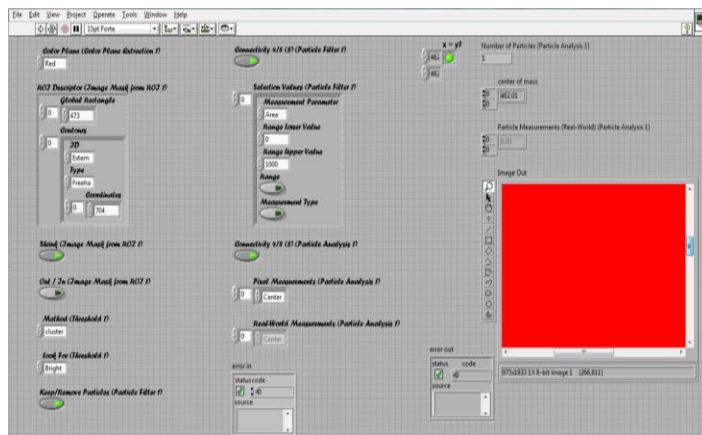 File Edit View Project Operate Tools Window Help
15pt Forte
Color Plane (Color Plane Extraction 1)
Red
ROI Descriptor (Image Mask from ROI 1)
Global Rectangle
0
473
Contours
0
ID
Extern
Type
Freeha
Coordinates
0
704
Shrink (Image Mask from ROI 1)
Out / In (Image Mask from ROI 1)
Method (Threshold 1)
cluster
Look For (Threshold 1)
Bright
Keep/Remove Particles (Particle Filter 1)
Connectivity 4/8 (8) (Particle Filter 1)
Selection Values (Particle Filter 1)
0
Measurement Parameter
Area
Range Lower Value
0
Range Upper Value
1000
Range
Measurement Type
Connectivity 4/8 (8) (Particle Analysis 1)
Pixel Measurements (Particle Analysis 1)
0
Center
Real-World Measurements (Particle Analysis 1)
0
Center
error in
status code
0
source
x = y?
462
462
Number of Particles (Particle Analysis 1)
1
center of mass
0
462.01
0
Particle Measurements (Real-World) (Particle Analysis 1)
0
0.00
0
Image Out
975x1933 1X 8-bit image 1 (266,811)
error out
status code
0
source